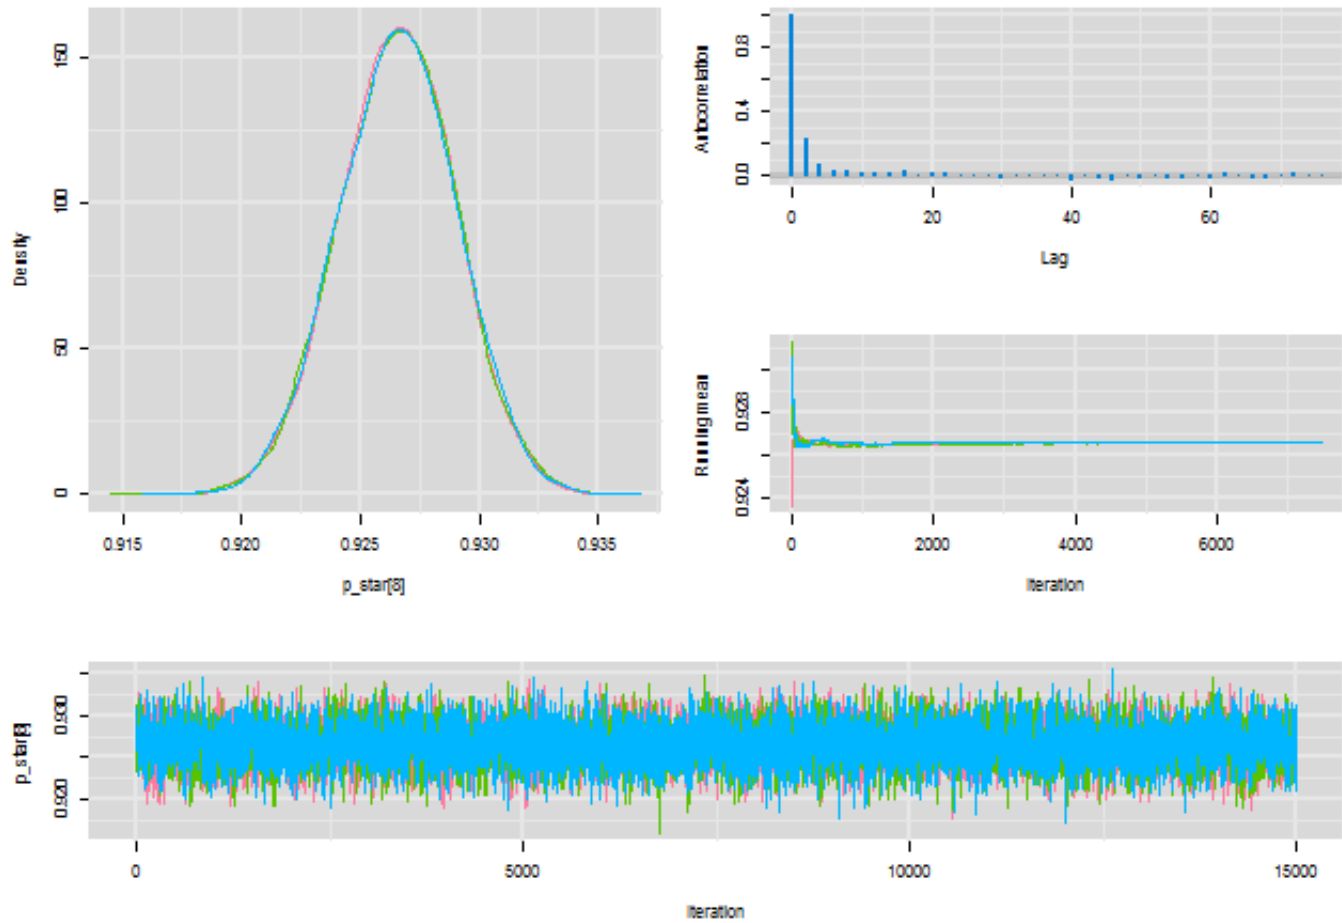 Density
150
100
50
0
0.915 0.920 0.925 0.930 0.935
p_star[8]
Autocorrelation
0.8
0.4
0.0
0 20 40 60
Lag
Running mean
0.928
0.924
0 2000 4000 6000
Iteration
p_star[8]
0.930
0.920
0 5000 10000 15000
Iteration